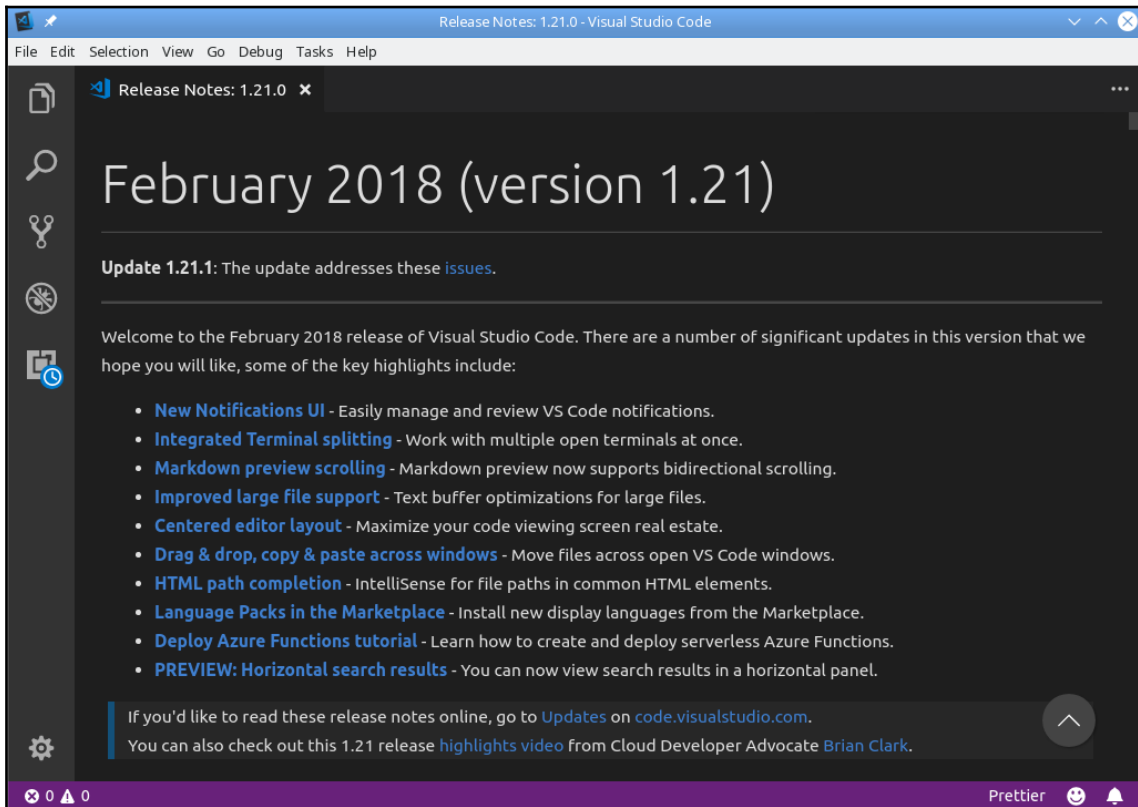 Release Notes: 1.21.0 - Visual Studio Code
File Edit Selection View Go Debug Tasks Help
Release Notes: 1.21.0
February 2018 (version 1.21)
Update 1.21.1: The update addresses these issues.
Welcome to the February 2018 release of Visual Studio Code. There are a number of significant updates in this version that we
hope you will like, some of the key highlights include:
• New Notifications UI - Easily manage and review VS Code notifications.
• Integrated Terminal splitting - Work with multiple open terminals at once.
• Markdown preview scrolling - Markdown preview now supports bidirectional scrolling.
• Improved large file support - Text buffer optimizations for large files.
• Centered editor layout - Maximize your code viewing screen real estate.
• Drag & drop, copy & paste across windows - Move files across open VS Code windows.
• HTML path completion - IntelliSense for file paths in common HTML elements.
• Language Packs in the Marketplace - Install new display languages from the Marketplace.
• Deploy Azure Functions tutorial - Learn how to create and deploy serverless Azure Functions.
• PREVIEW: Horizontal search results - You can now view search results in a horizontal panel.
If you'd like to read these release notes online, go to Updates on code.visualstudio.com.
You can also check out this 1.21 release highlights video from Cloud Developer Advocate Brian Clark.
0 0 Prettier